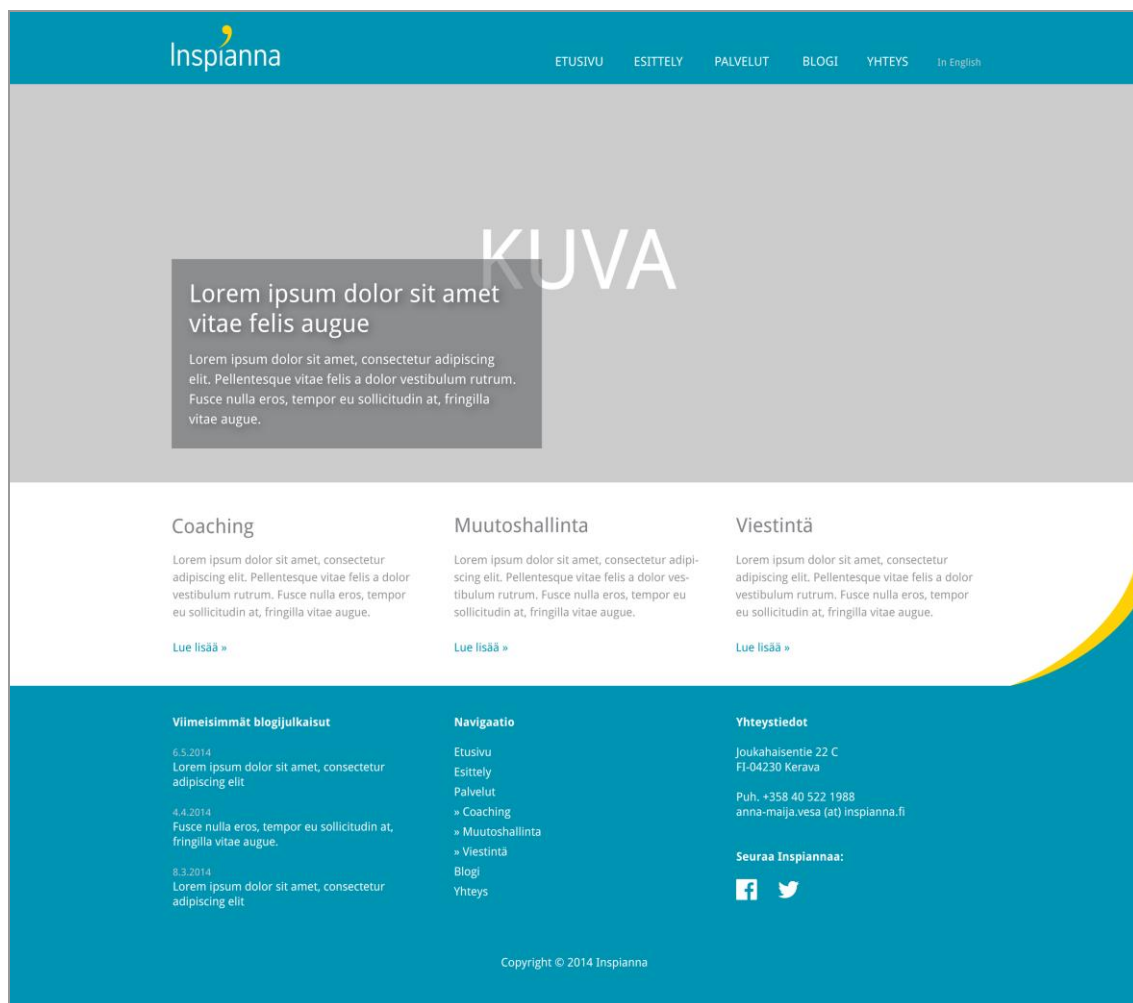 Inspianna
ETUSIVU ESITTELY PALVELUT BLOGI YHTEYS In English
KUVA
Lorem ipsum dolor sit amet
vitae felis augue
Lorem ipsum dolor sit amet, consectetur adipiscing
elit. Pellentesque vitae felis a dolor vestibulum rutrum.
Fusce nulla eros, tempor eu sollicitudin at, fringilla
vitae augue.
Coaching
Lorem ipsum dolor sit amet, consectetur
adipiscing elit. Pellentesque vitae felis a dolor
vestibulum rutrum. Fusce nulla eros, tempor
eu sollicitudin at, fringilla vitae augue.
Lue lisää »
Muutoshallinta
Lorem ipsum dolor sit amet, consectetur adipi-
scing elit. Pellentesque vitae felis a dolor ves-
tibulum rutrum. Fusce nulla eros, tempor eu
sollicitudin at, fringilla vitae augue.
Lue lisää »
Viestintä
Lorem ipsum dolor sit amet, consectetur
adipiscing elit. Pellentesque vitae felis a dolor
vestibulum rutrum. Fusce nulla eros, tempor
eu sollicitudin at, fringilla vitae augue.
Lue lisää »
Viimeisimmät blogijulkaisut
6.5.2014
Lorem ipsum dolor sit amet, consectetur
adipiscing elit
4.4.2014
Fusce nulla eros, tempor eu sollicitudin at,
fringilla vitae augue.
8.3.2014
Lorem ipsum dolor sit amet, consectetur
adipiscing elit
Navigaatio
Etusivu
Esittely
Palvelut
» Coaching
» Muutoshallinta
» Viestintä
Blogi
Yhteys
Yhteystiedot
Joukahaisentie 22 C
FI-04230 Kerava
Puh. +358 40 522 1988
anna-maija.vesa (at) inspianna.fi
Seuraa Inspiannaa:
Copyright © 2014 Inspianna